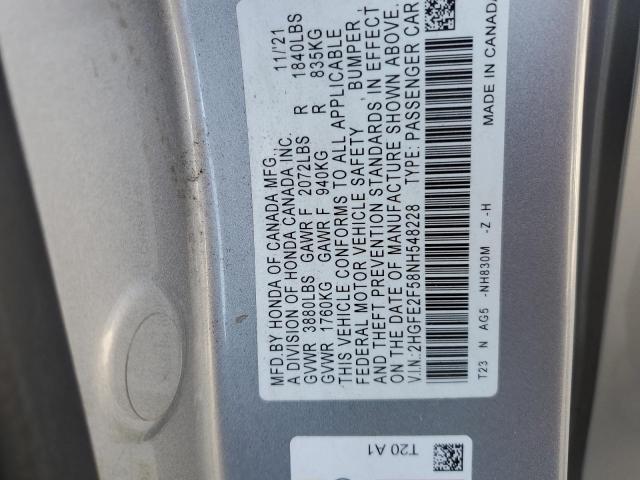 MFD.BY HONDA OF CANADA MFG. 11/'21
A DIVISION OF HONDA CANADA INC.
GVWR 3880LBS GAWR F 2072LBS R 1840LBS
GVWR 1760KG GAWR F 940KG R 835KG
THIS VEHICLE CONFORMS TO ALL APPLICABLE
FEDERAL MOTOR VEHICLE SAFETY BUMPER,
AND THEFT PREVENTION STANDARDS IN EFFECT
ON THE DATE OF MANUFACTURE SHOWN ABOVE.
V.I.N.:2HGFE2F58NH548228 TYPE: PASSENGER CAR
T23 N AG5 -NH830M -Z -H MADE IN CANADA
T20 A1